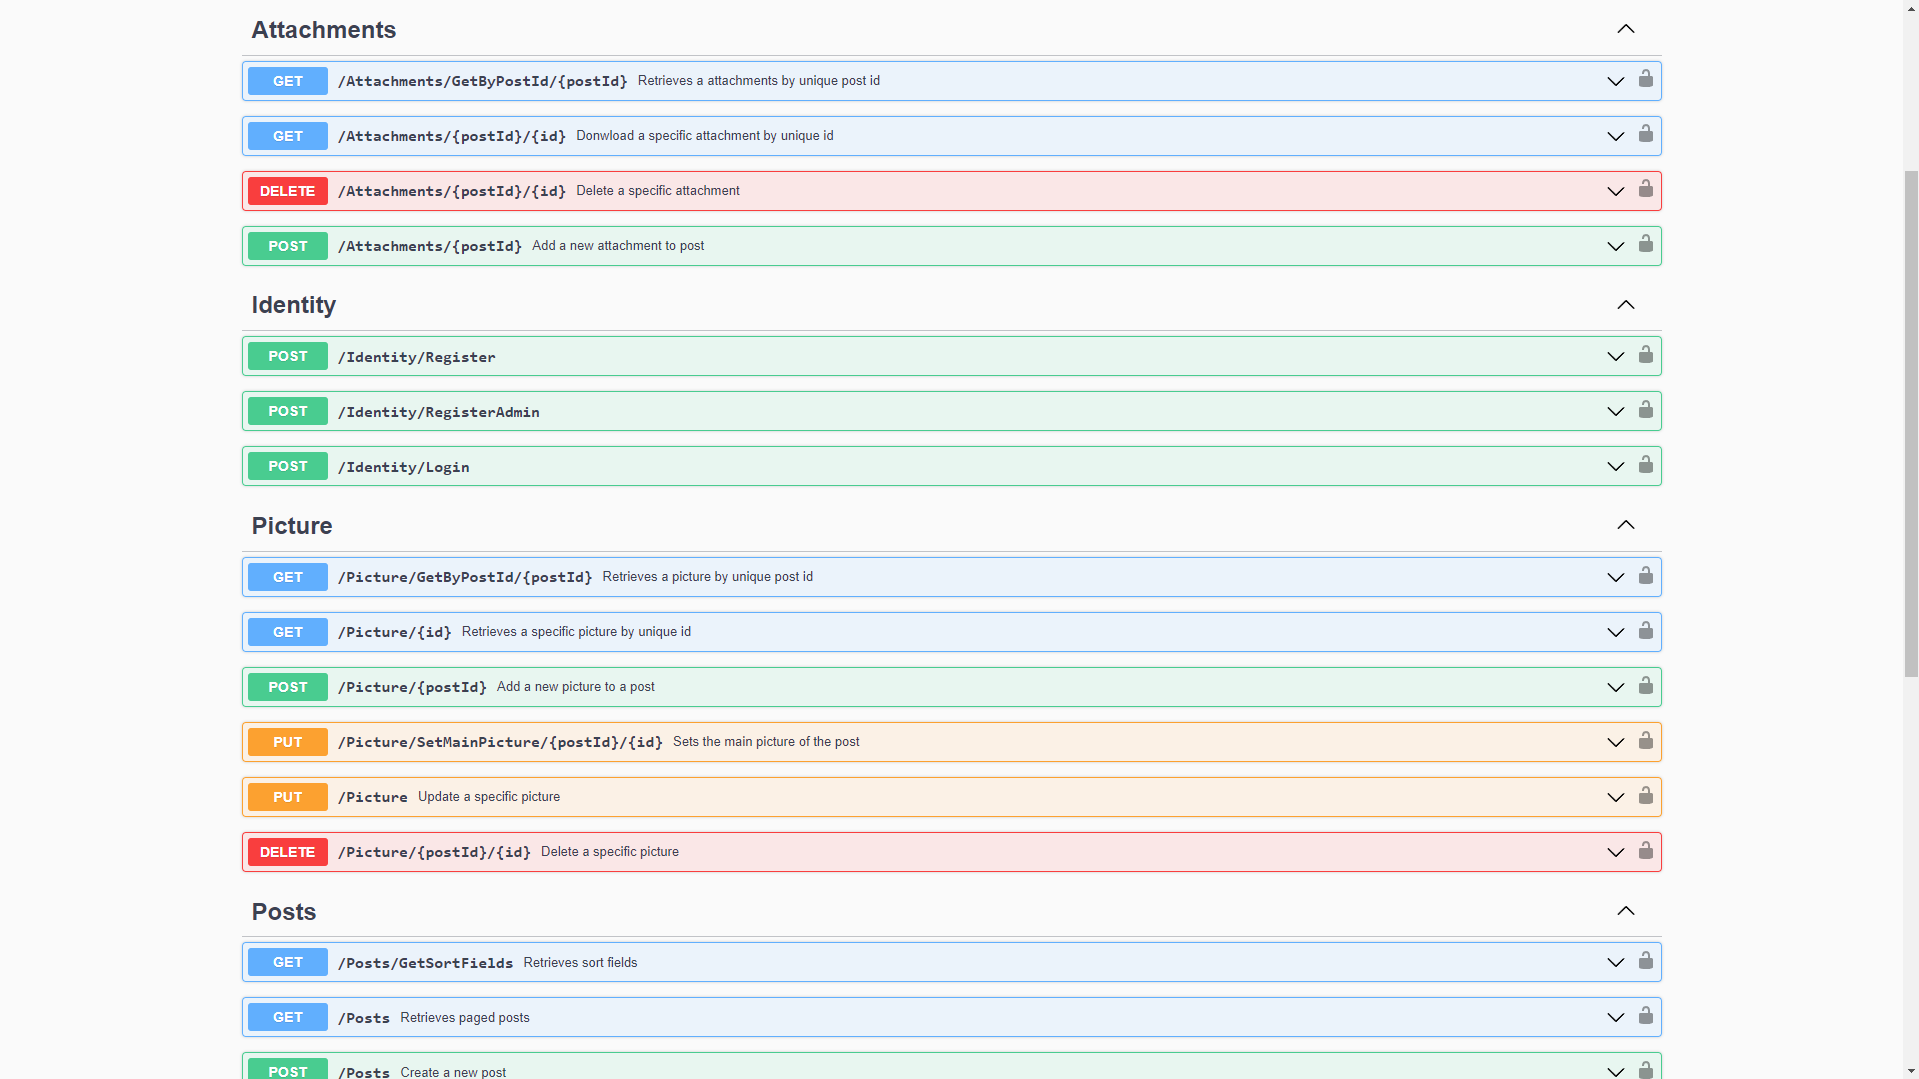 Attachments
GET /Attachments/GetByPostId/{postId} Retrieves a attachments by unique post id
GET /Attachments/{postId}/{id} Donwload a specific attachment by unique id
DELETE /Attachments/{postId}/{id} Delete a specific attachment
POST /Attachments/{postId} Add a new attachment to post
Identity
POST /Identity/Register
POST /Identity/RegisterAdmin
POST /Identity/Login
Picture
GET /Picture/GetByPostId/{postId} Retrieves a picture by unique post id
GET /Picture/{id} Retrieves a specific picture by unique id
POST /Picture/{postId} Add a new picture to a post
PUT /Picture/SetMainPicture/{postId}/{id} Sets the main picture of the post
PUT /Picture Update a specific picture
DELETE /Picture/{postId}/{id} Delete a specific picture
Posts
GET /Posts/GetSortFields Retrieves sort fields
GET /Posts Retrieves paged posts
POST /Posts Create a new post